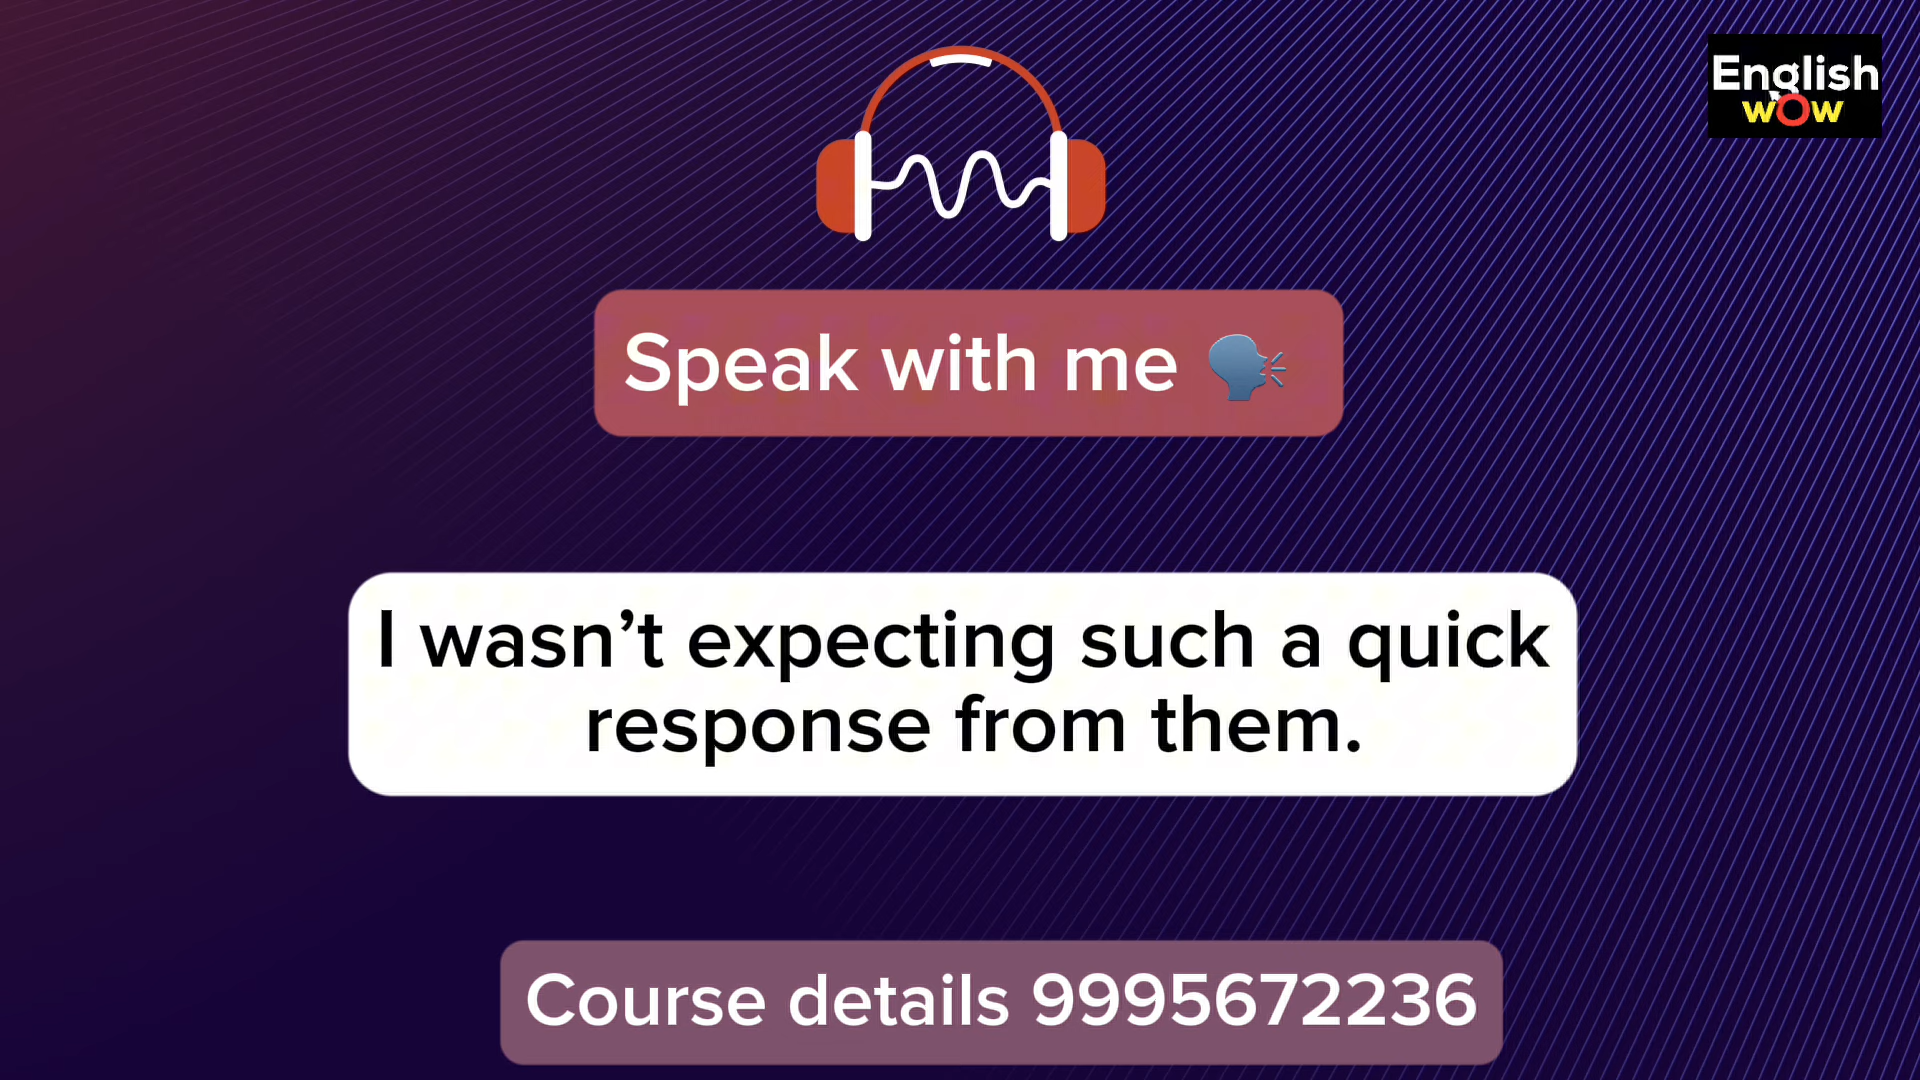 English
wow
Speak with me 🗣️
I wasn’t expecting such a quick
response from them.
Course details 9995672236